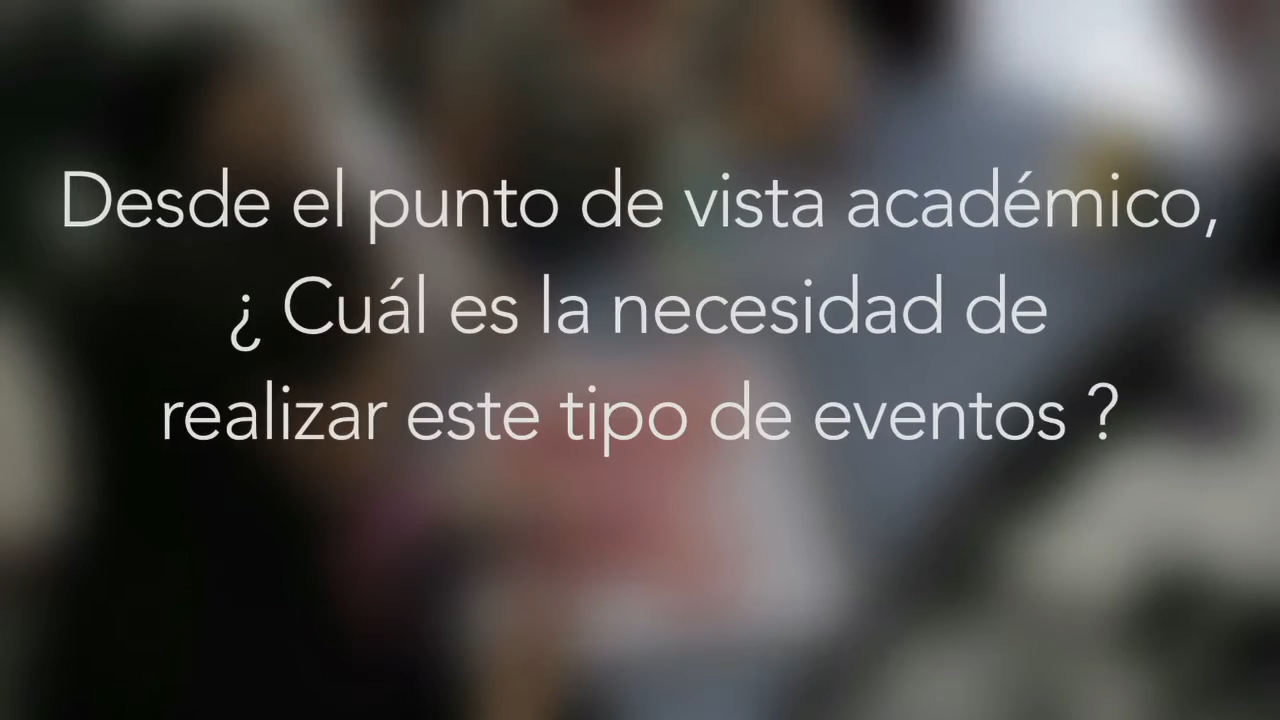 Desde el punto de vista académico,
¿ Cuál es la necesidad de
realizar este tipo de eventos ?